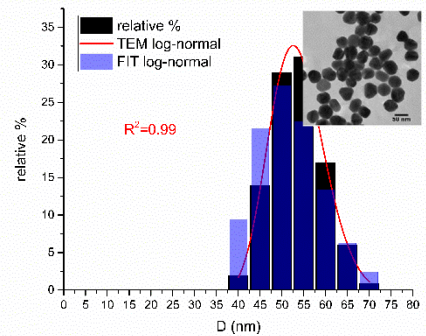 relative %
TEM log-normal
FIT log-normal
50 nm
R²=0.99
relative %
35
30
25
20
15
10
5
0
0 5 10 15 20 25 30 35 40 45 50 55 60 65 70 75 80
D (nm)